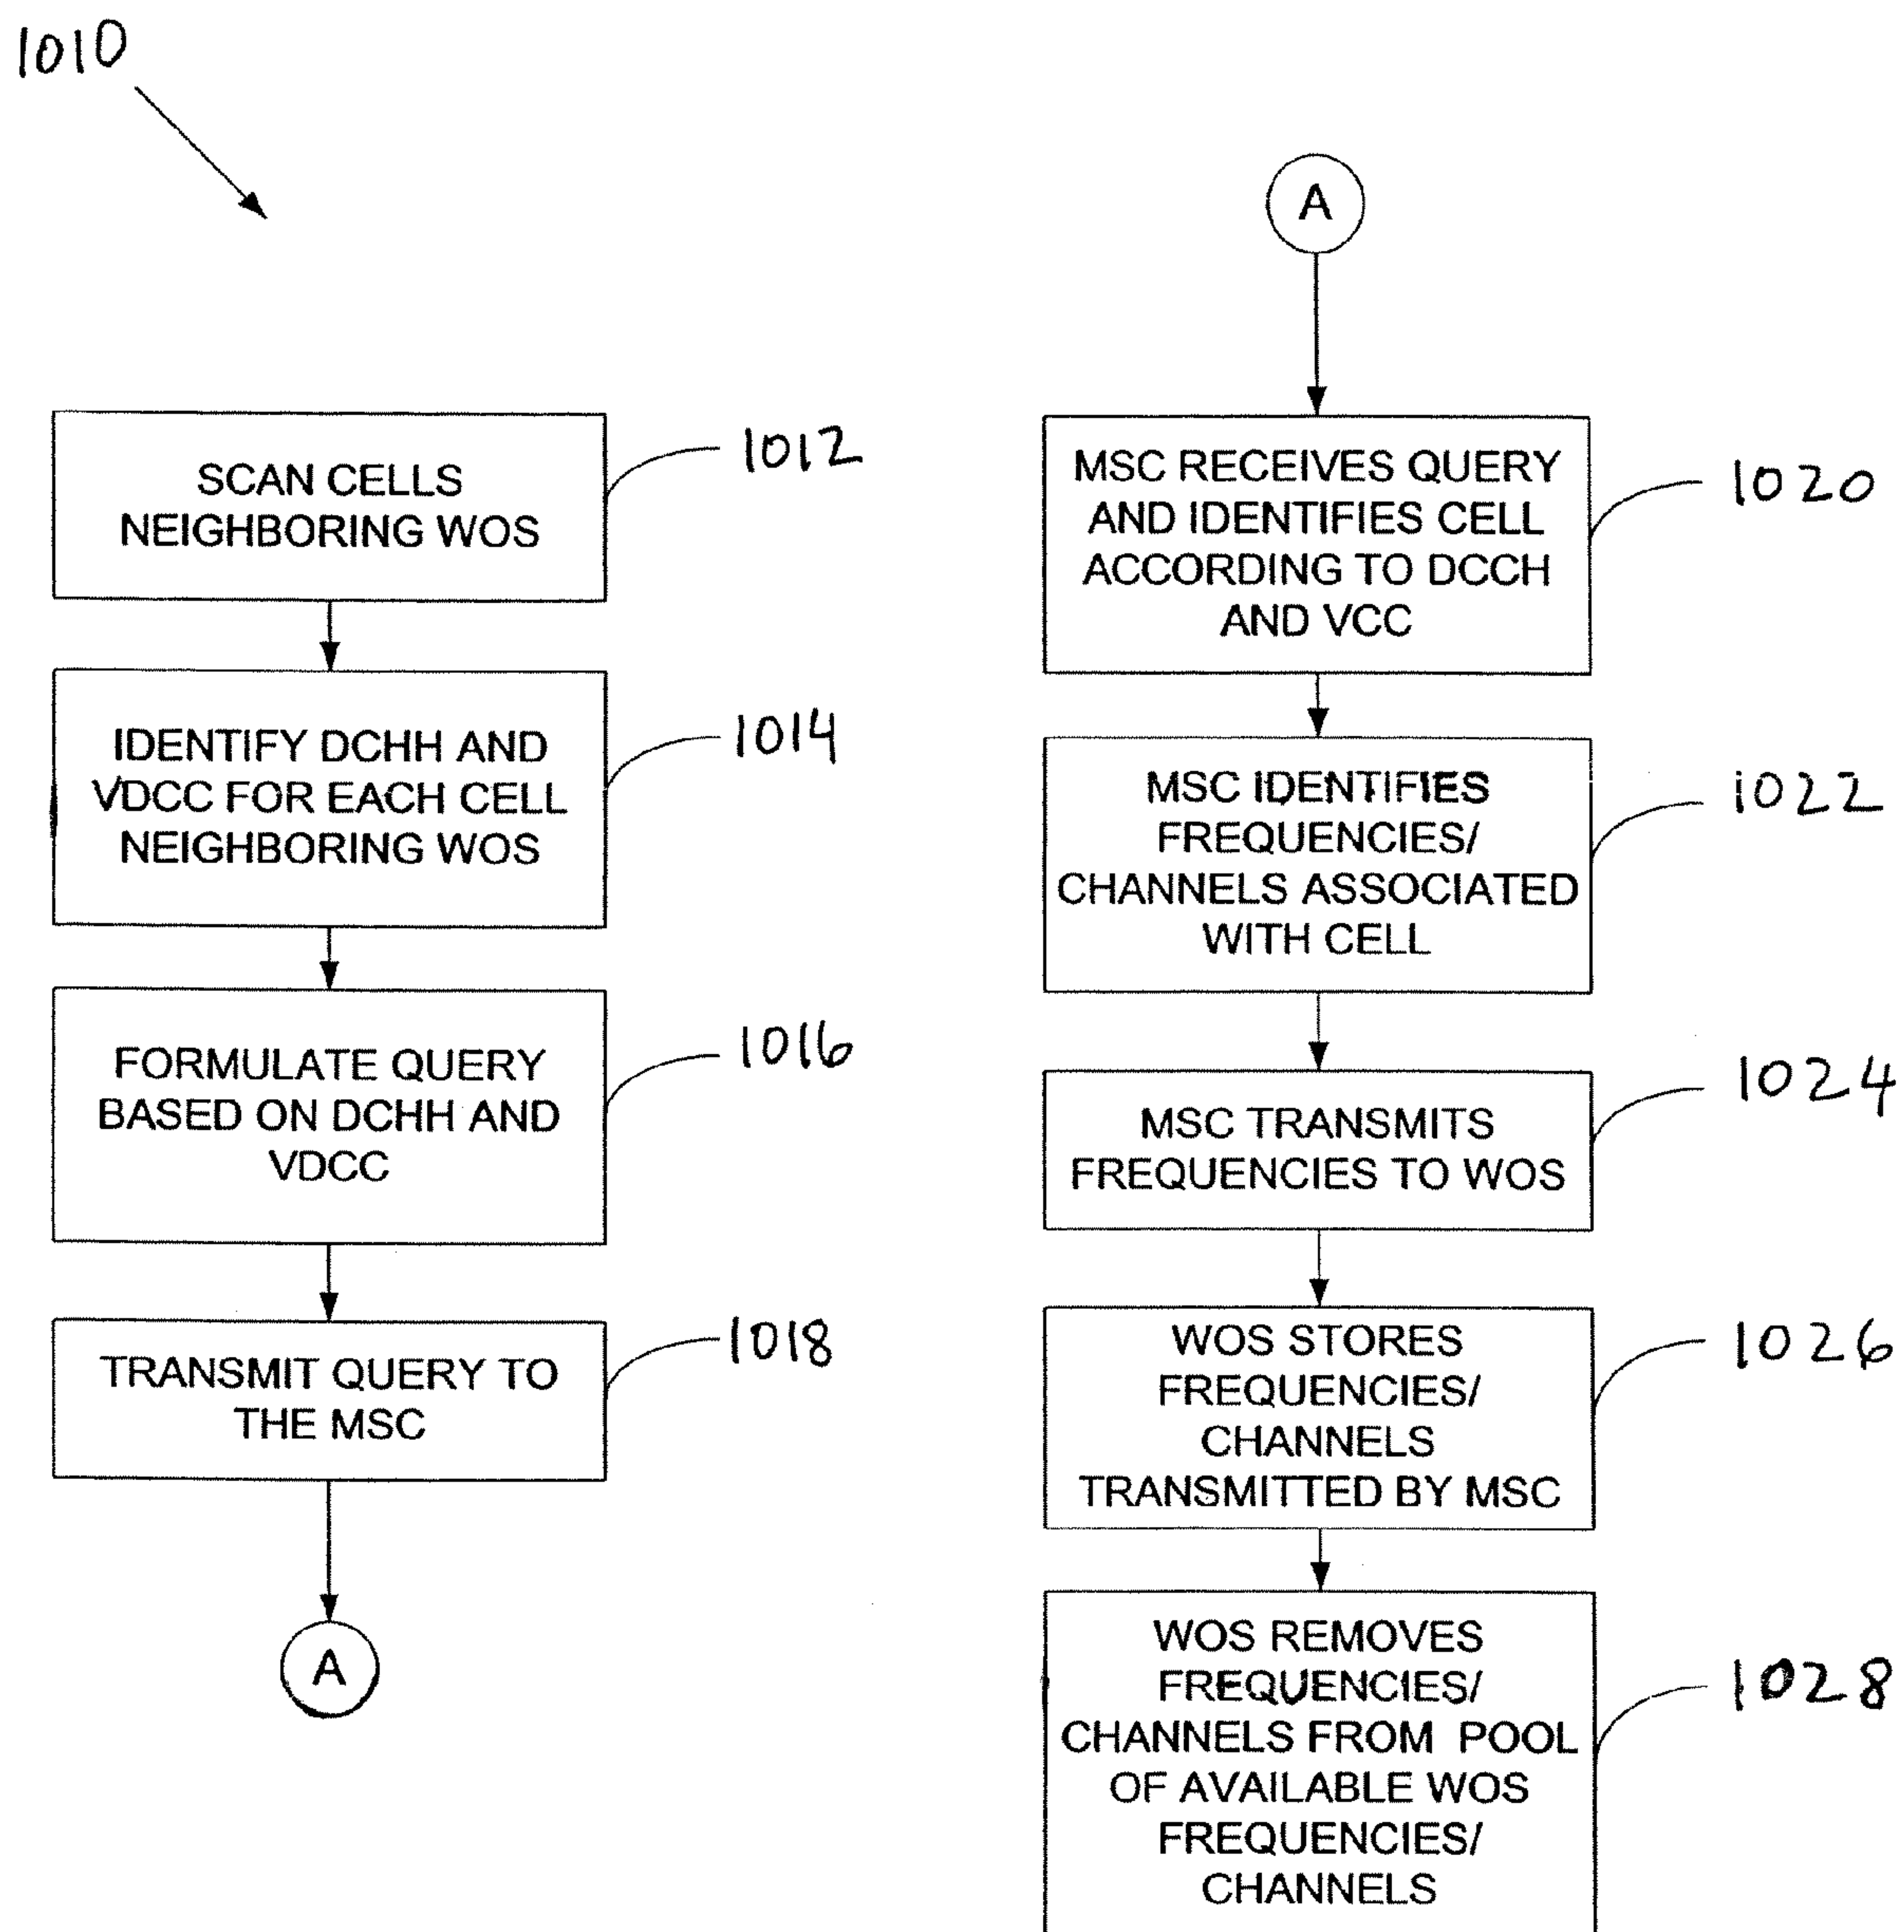 1010
SCAN CELLS
NEIGHBORING WOS
1012
IDENTIFY DCHH AND
VDCC FOR EACH CELL
NEIGHBORING WOS
1014
FORMULATE QUERY
BASED ON DCHH AND
VDCC
1016
TRANSMIT QUERY TO
THE MSC
1018
A
A
MSC RECEIVES QUERY
AND IDENTIFIES CELL
ACCORDING TO DCCH
AND VCC
1020
MSC IDENTIFIES
FREQUENCIES/
CHANNELS ASSOCIATED
WITH CELL
1022
MSC TRANSMITS
FREQUENCIES TO WOS
1024
WOS STORES
FREQUENCIES/
CHANNELS
TRANSMITTED BY MSC
1026
WOS REMOVES
FREQUENCIES/
CHANNELS FROM POOL
OF AVAILABLE WOS
FREQUENCIES/
CHANNELS
1028